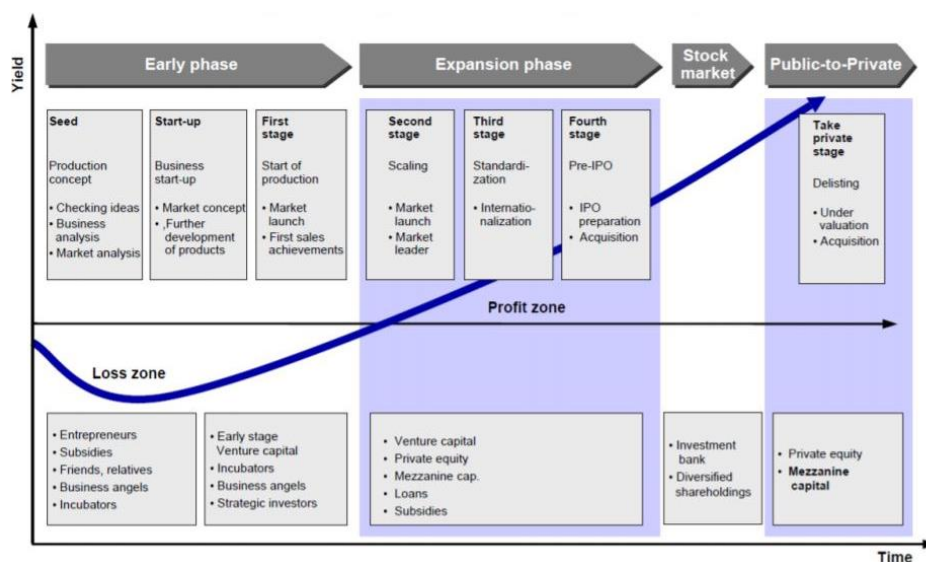 Yield
Early phase
Expansion phase
Stock
market
Public-to-Private
Seed
Production
concept
• Checking ideas
• Business
analysis
• Market analysis
Start-up
Business
start-up
• Market concept
• ,Further
development
of products
First
stage
Start of
production
• Market
launch
• First sales
achievements
Second
stage
Scaling
• Market
launch
• Market
leader
Third
stage
Standardi-
zation
• Internatio-
nalization
Fourth
stage
Pre-IPO
• IPO
preparation
• Acquisition
Take
private
stage
Delisting
• Under
valuation
• Acquisition
Profit zone
Loss zone
• Entrepreneurs
• Subsidies
• Friends, relatives
• Business angels
• Incubators
• Early stage
Venture capital
• Incubators
• Business angels
• Strategic investors
• Venture capital
• Private equity
• Mezzanine cap.
• Loans
• Subsidies
• Investment
bank
• Diversified
shareholdings
• Private equity
• Mezzanine
capital
Time